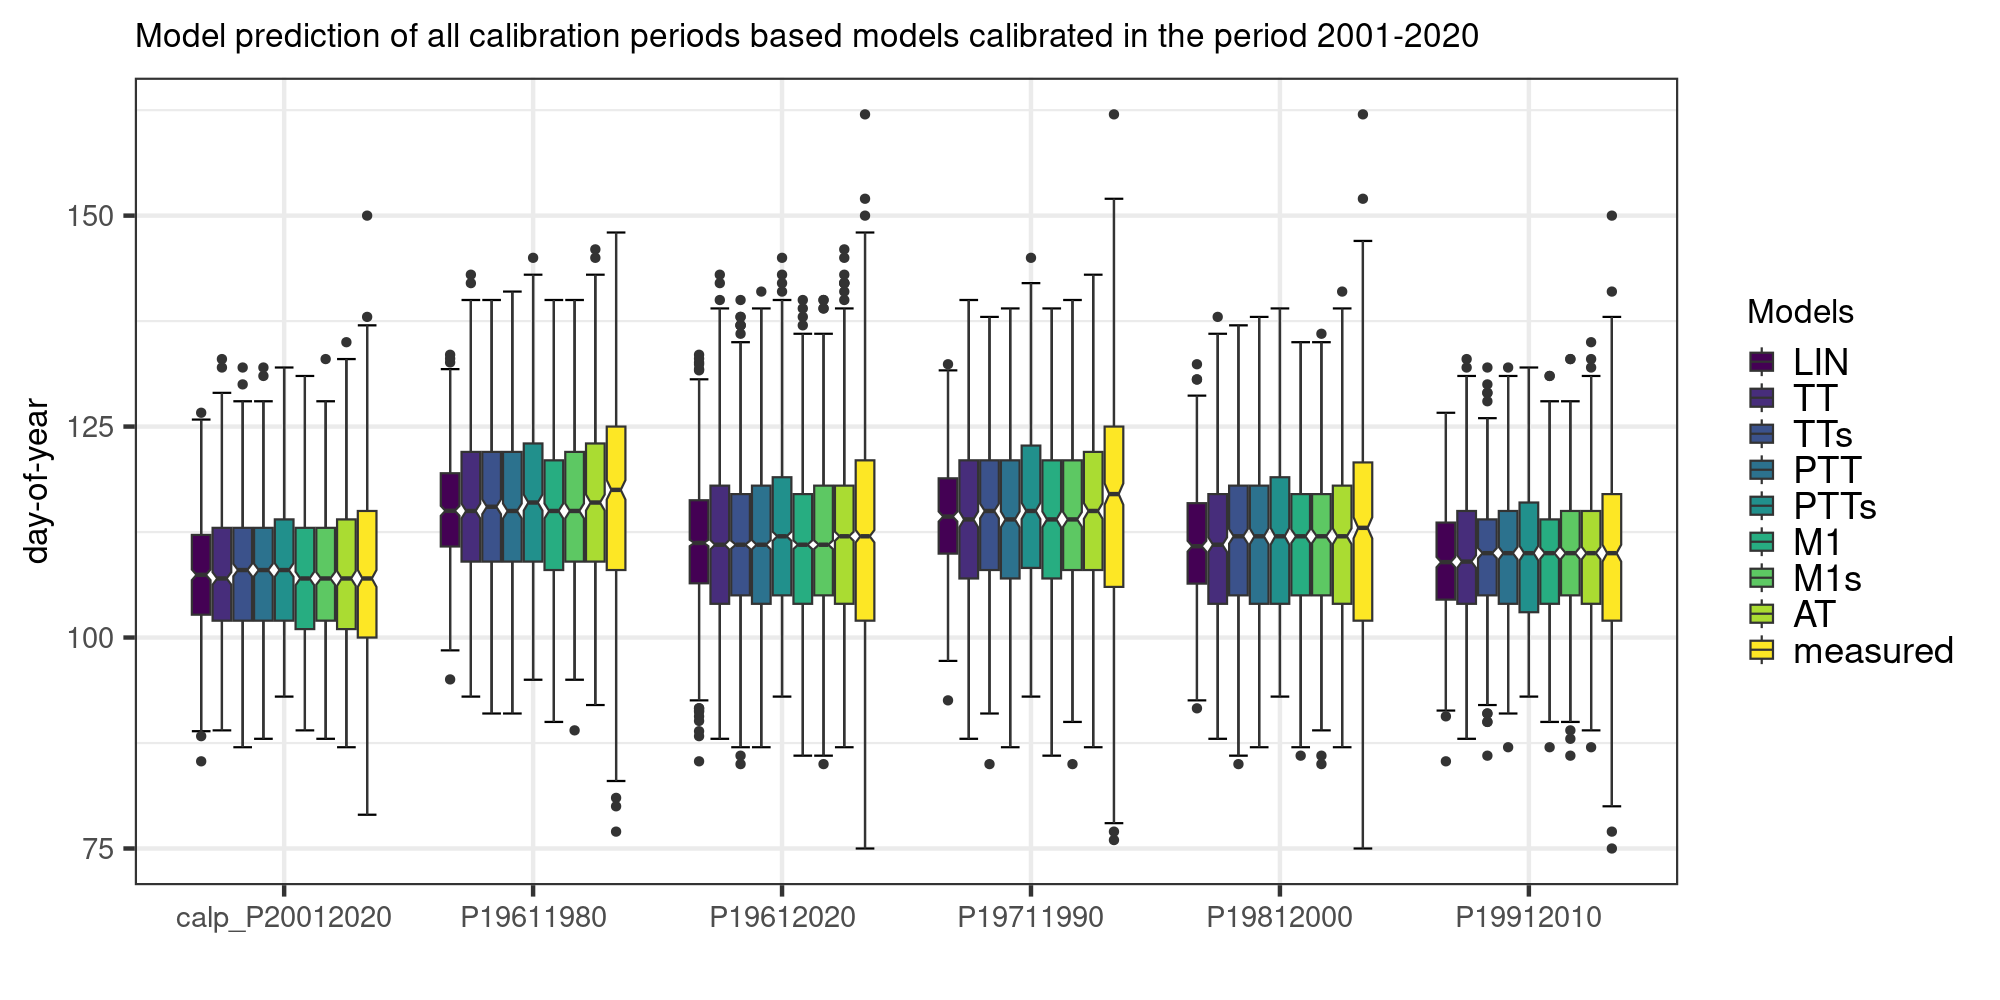 Model prediction of all calibration periods based models calibrated in the period 2001-2020
day-of-year
150
125
100
75
calp_P20012020 P19611980 P19612020 P19711990 P19812000 P19912010
Models
LIN
TT
TTs
PTT
PTTs
M1
M1s
AT
measured